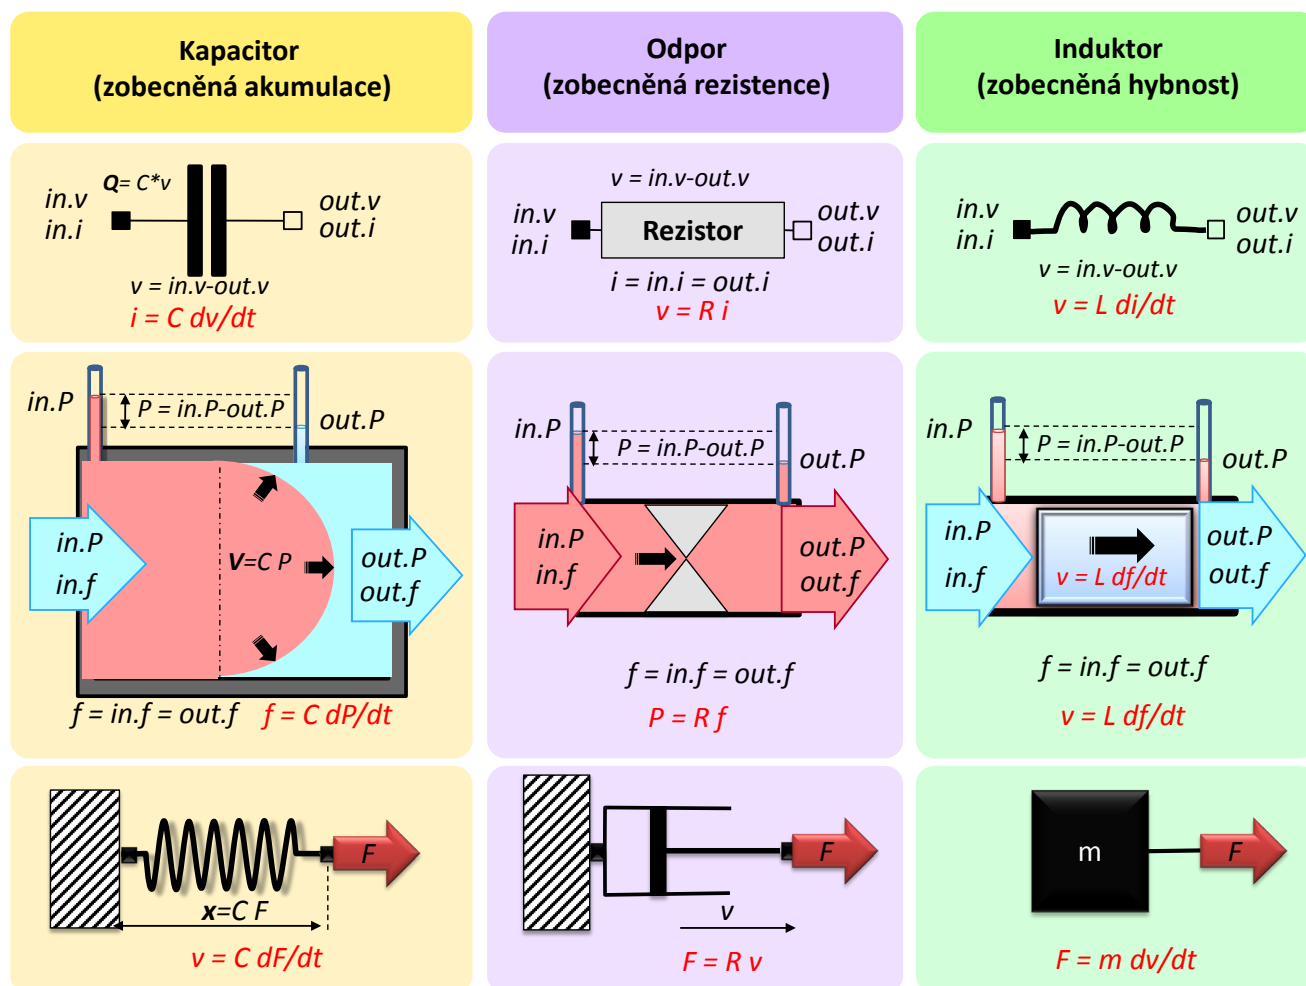 Kapacitor
(zobecněná akumulace)
Odpor
(zobecněná rezistence)
Induktor
(zobecněná hybnost)
Q= C*v
in.v
in.i
out.v
out.i
v = in.v-out.v
i = C dv/dt
v = in.v-out.v
in.v
in.i
Rezistor
out.v
out.i
i = in.i = out.i
v = R i
in.v
in.i
out.v
out.i
v = in.v-out.v
v = L di/dt
in.P
P = in.P-out.P
out.P
in.P
in.f
V=C P
out.P
out.f
f = in.f = out.f
f = C dP/dt
in.P
P = in.P-out.P
out.P
in.P
in.f
out.P
out.f
f = in.f = out.f
P = R f
in.P
P = in.P-out.P
out.P
in.P
in.f
v = L df/dt
out.P
out.f
f = in.f = out.f
v = L df/dt
F
x=C F
v = C dF/dt
F
v
F = R v
m
F
F = m dv/dt